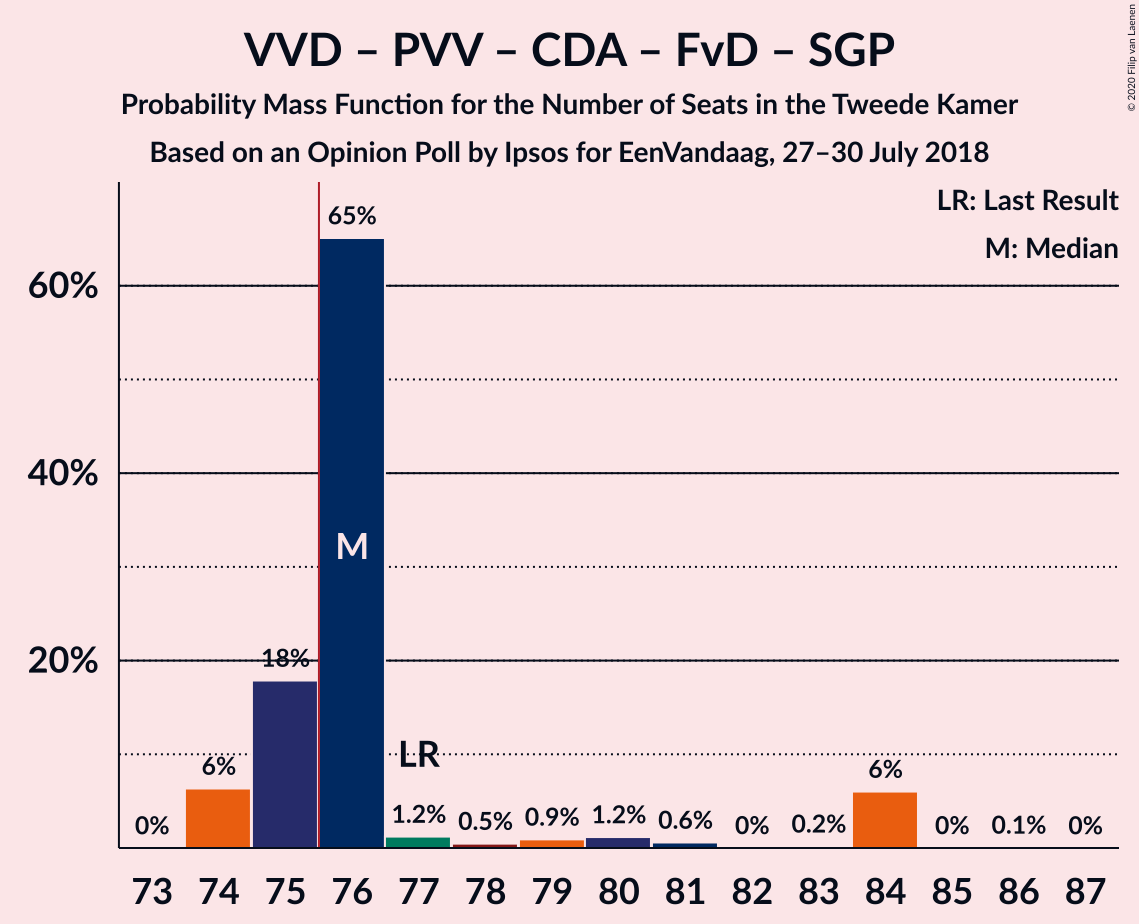 VVD – PVV – CDA – FvD – SGP
Probability Mass Function for the Number of Seats in the Tweede Kamer
Based on an Opinion Poll by Ipsos for EenVandaag, 27–30 July 2018
© 2020 Filip van Laenen
LR: Last Result
M: Median
60%
40%
20%
0%
6%
18%
65%
M
LR
1.2%
0.5%
0.9%
1.2%
0.6%
0%
0.2%
6%
0%
0.1%
0%
73 74 75 76 77 78 79 80 81 82 83 84 85 86 87